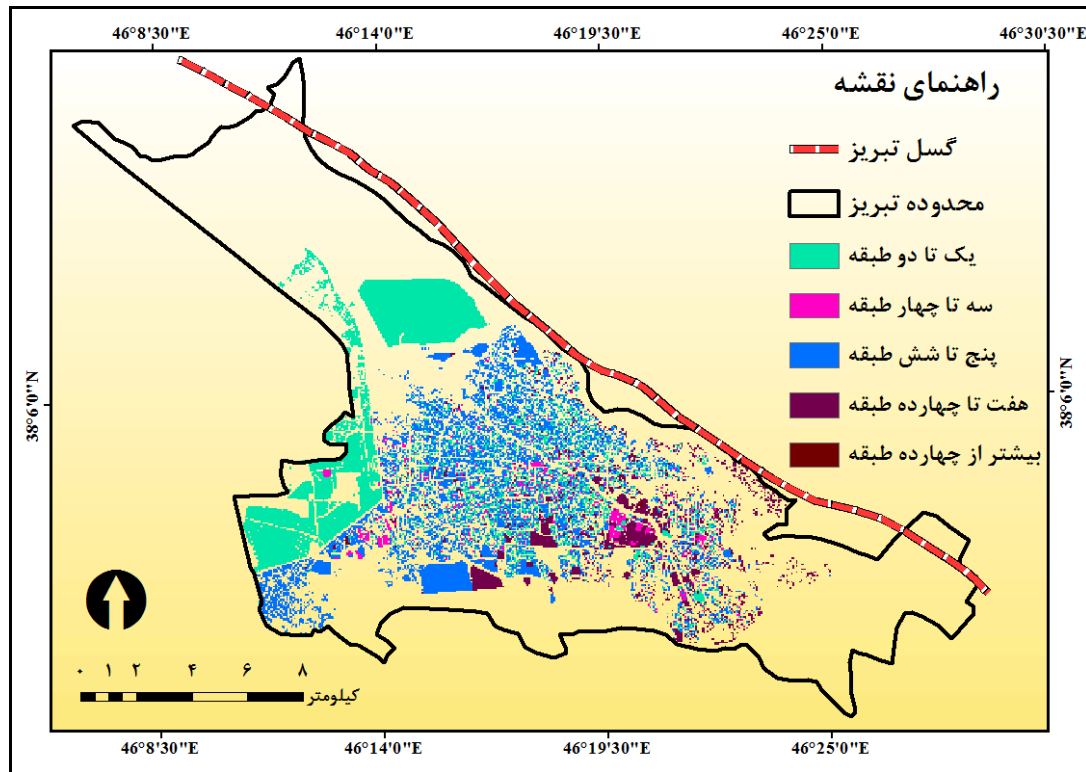 46°8'30"E 46°14'0"E 46°19'30"E 46°25'0"E 46°30'30"E
راهنمای نقشه
گسل تبریز
محدوده تبریز
یک تا دو طبقه
سه تا چهار طبقه
پنج تا شش طبقه
هفت تا چهارده طبقه
بیشتر از چهارده طبقه
38°6'0"N
38°6'0"N
۰ ۱ ۲ ۴ ۶ ۸
کیلومتر
46°8'30"E 46°14'0"E 46°19'30"E 46°25'0"E